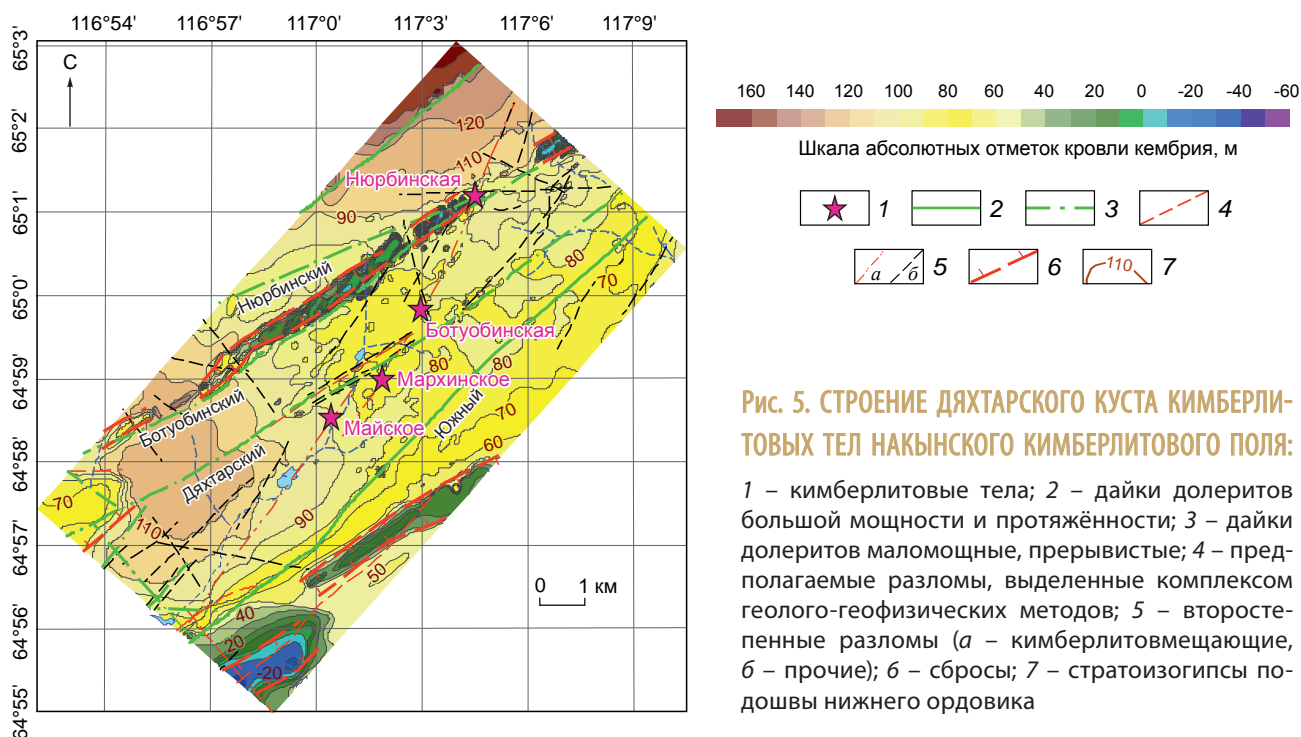 116°54' 116°57' 117°0' 117°3' 117°6' 117°9'
65°3'
65°2'
65°1'
65°0'
64°59'
64°58'
64°57'
64°56'
64°55'
С
120
110
Нюрбинская
90
Нюрбинский
80
70
Ботуобинская
80
80
Мархинское
Майское
Южный
70
60
Ботуобинский
Дяхтарский
70
110
90
50
40
20
-20
0 1 км
160 140 120 100 80 60 40 20 0 -20 -40 -60
Шкала абсолютных отметок кровли кембрия, м
1 2 3 4
а б 5 6 110 7
Рис. 5. СТРОЕНИЕ ДЯХТАРСКОГО КУСТА КИМБЕРЛИ-
ТОВЫХ ТЕЛ НАКЫНСКОГО КИМБЕРЛИТОВОГО ПОЛЯ:
1 – кимберлитовые тела; 2 – дайки долеритов
большой мощности и протяжённости; 3 – дайки
долеритов маломощные, прерывистые; 4 – пред-
полагаемые разломы, выделенные комплексом
геолого-геофизических методов; 5 – второсте-
пенные разломы (а – кимберлитовмещающие,
б – прочие); 6 – сбросы; 7 – стратоизогипсы по-
дошвы нижнего ордовика